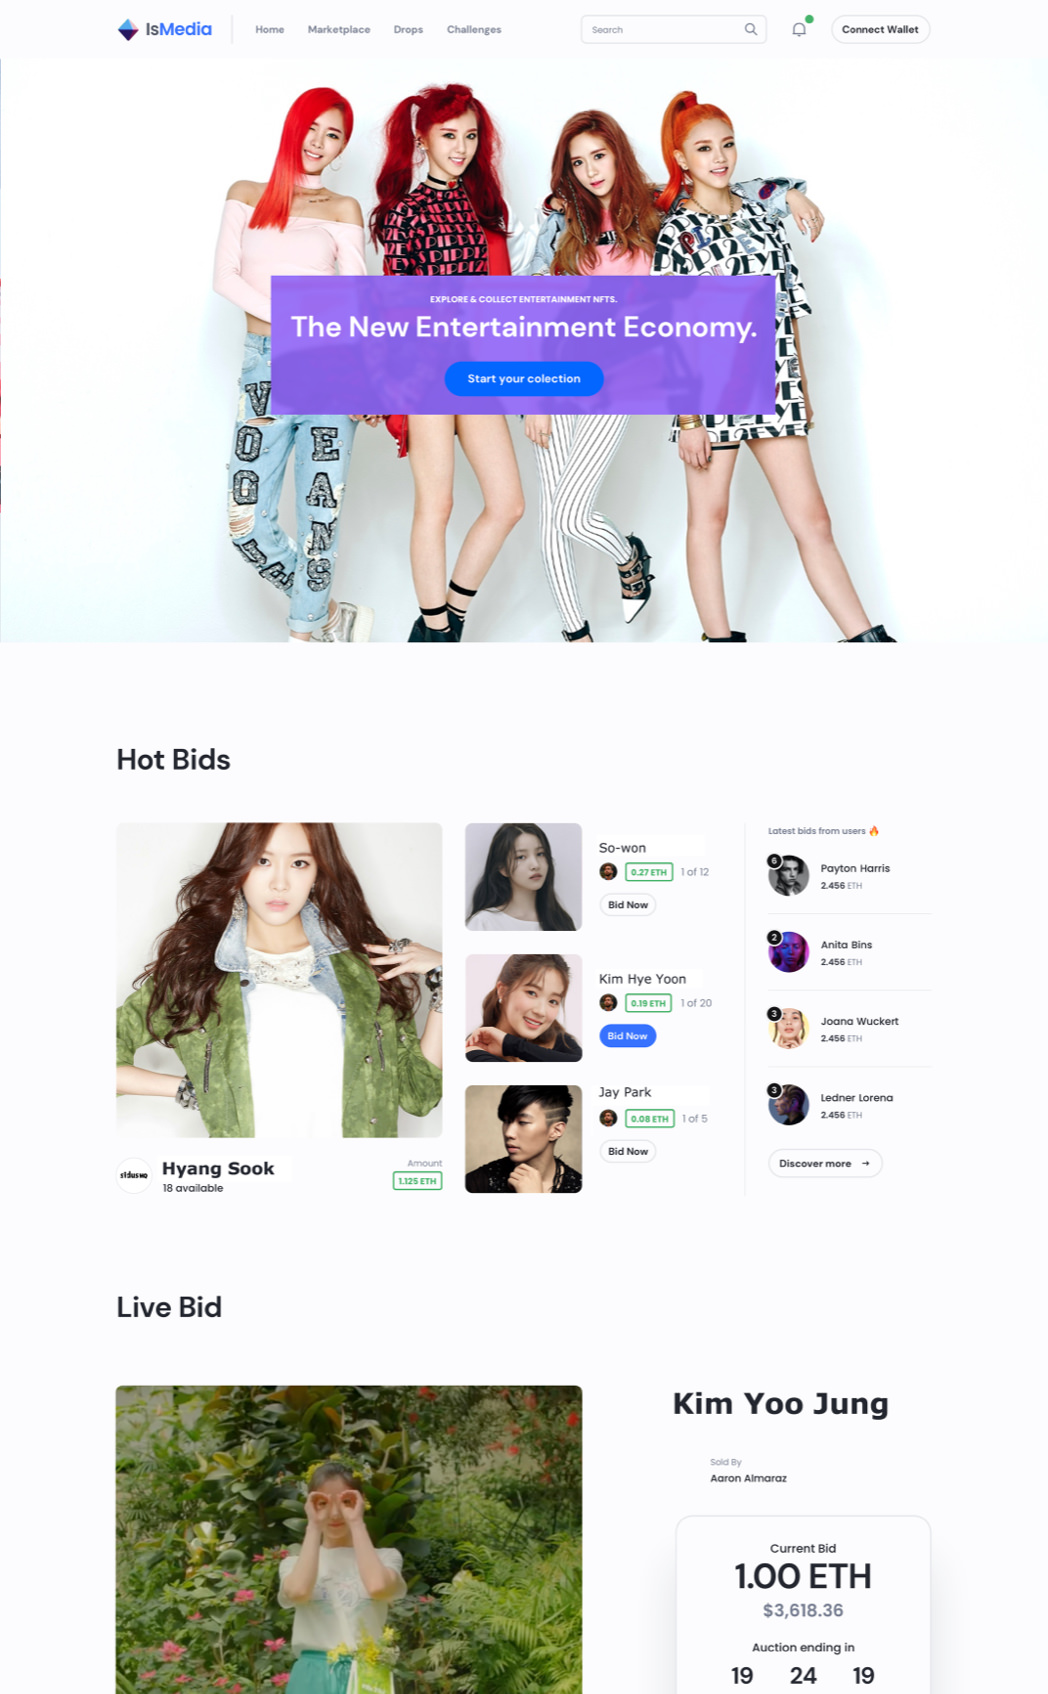 IsMedia
Home
Marketplace
Drops
Challenges
Search
Connect Wallet
EXPLORE & COLLECT ENTERTAINMENT NFTS.
The New Entertainment Economy.
Start your colection
Hot Bids
So-won
0.27 ETH 1 of 12
Bid Now
Kim Hye Yoon
0.19 ETH 1 of 20
Bid Now
Jay Park
0.08 ETH 1 of 5
Bid Now
sidusHQ
Hyang Sook
18 available
Amount
1.125 ETH
Latest bids from users
6
Payton Harris
2.456 ETH
2
Anita Bins
2.456 ETH
3
Joana Wuckert
2.456 ETH
3
Ledner Lorena
2.456 ETH
Discover more →
Live Bid
Kim Yoo Jung
Sold By
Aaron Almaraz
Current Bid
1.00 ETH
$3,618.36
Auction ending in
19 24 19